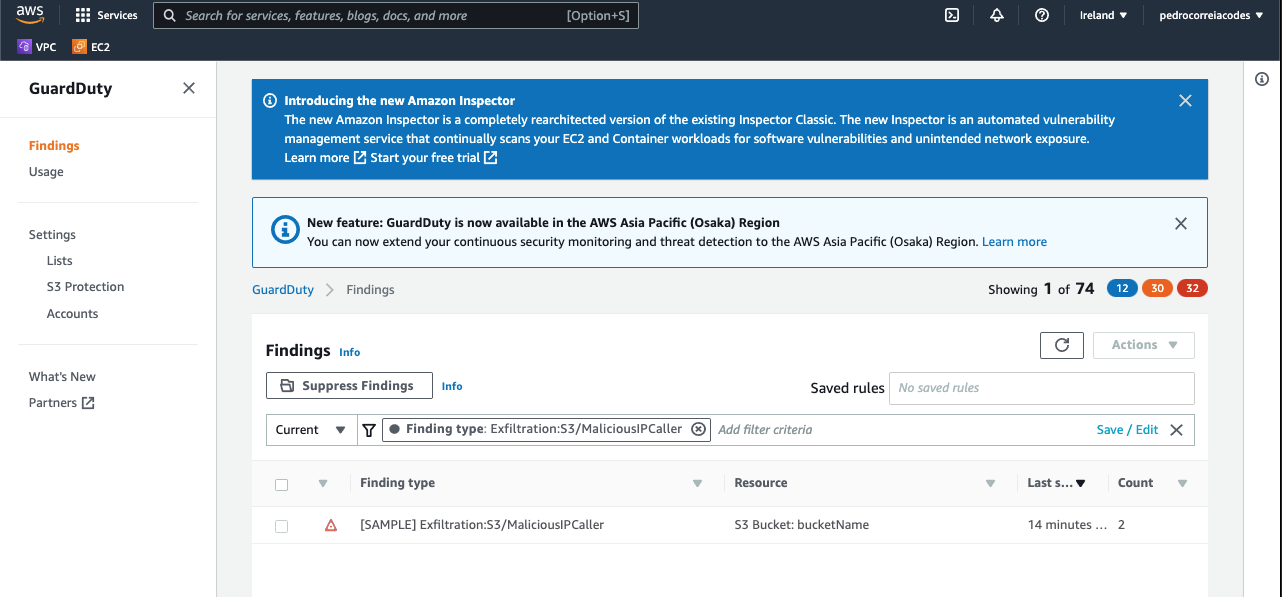 aws Services Search for services, features, blogs, docs, and more [Option+S] Ireland pedrocorreiacodes
VPC EC2
GuardDuty
Findings
Usage
Settings
Lists
S3 Protection
Accounts
What's New
Partners
Introducing the new Amazon Inspector
The new Amazon Inspector is a completely rearchitected version of the existing Inspector Classic. The new Inspector is an automated vulnerability
management service that continually scans your EC2 and Container workloads for software vulnerabilities and unintended network exposure.
Learn more Start your free trial
New feature: GuardDuty is now available in the AWS Asia Pacific (Osaka) Region
You can now extend your continuous security monitoring and threat detection to the AWS Asia Pacific (Osaka) Region. Learn more
GuardDuty Findings Showing 1 of 74 12 30 32
Findings Info Actions
Suppress Findings Info Saved rules No saved rules
Current Finding type: Exfiltration:S3/MaliciousIPCaller Add filter criteria Save / Edit
Finding type Resource Last s... Count
[SAMPLE] Exfiltration:S3/MaliciousIPCaller S3 Bucket: bucketName 14 minutes ... 2